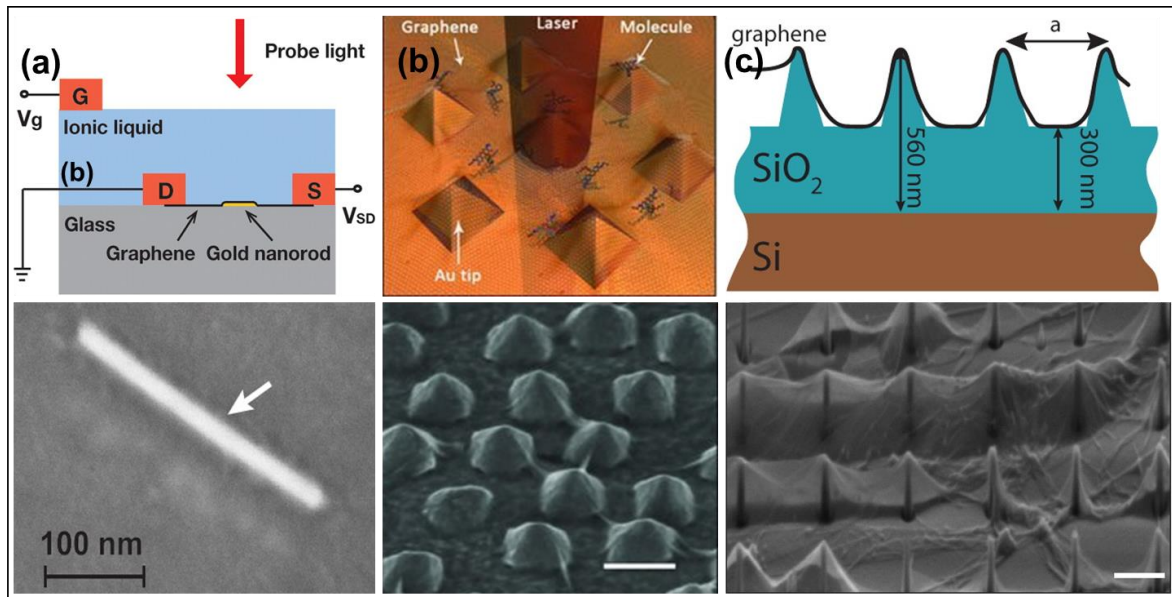 (a)
Probe light
G
Vg
Ionic liquid
(b)
D
S
VSD
Glass
Graphene
Gold nanorod
100 nm
(b)
Graphene
Laser
Molecule
Au tip
(c)
graphene
a
560 nm
300 nm
SiO2
Si